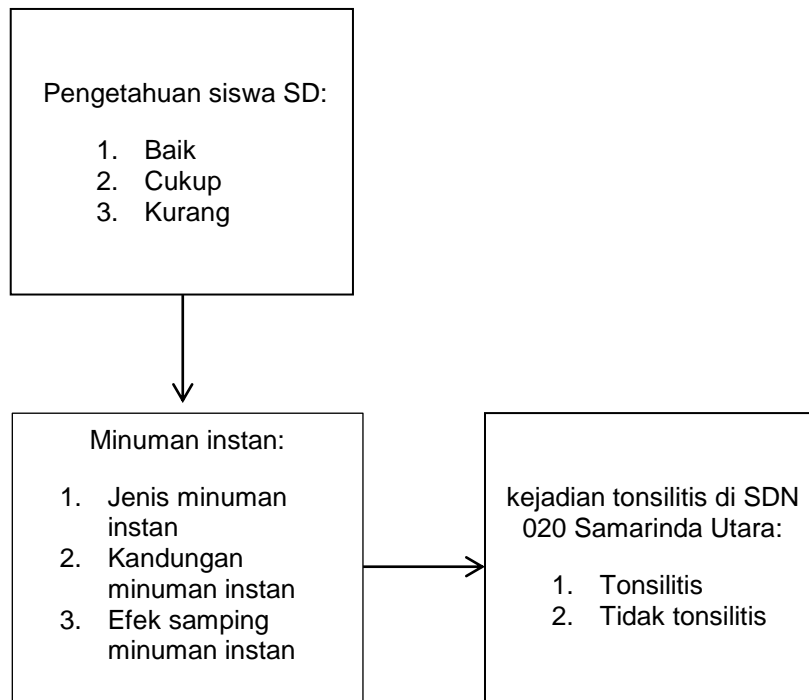 Pengetahuan siswa SD:
1. Baik
2. Cukup
3. Kurang
Minuman instan:
1. Jenis minuman
instan
2. Kandungan
minuman instan
3. Efek samping
minuman instan
kejadian tonsilitis di SDN
020 Samarinda Utara:
1. Tonsilitis
2. Tidak tonsilitis